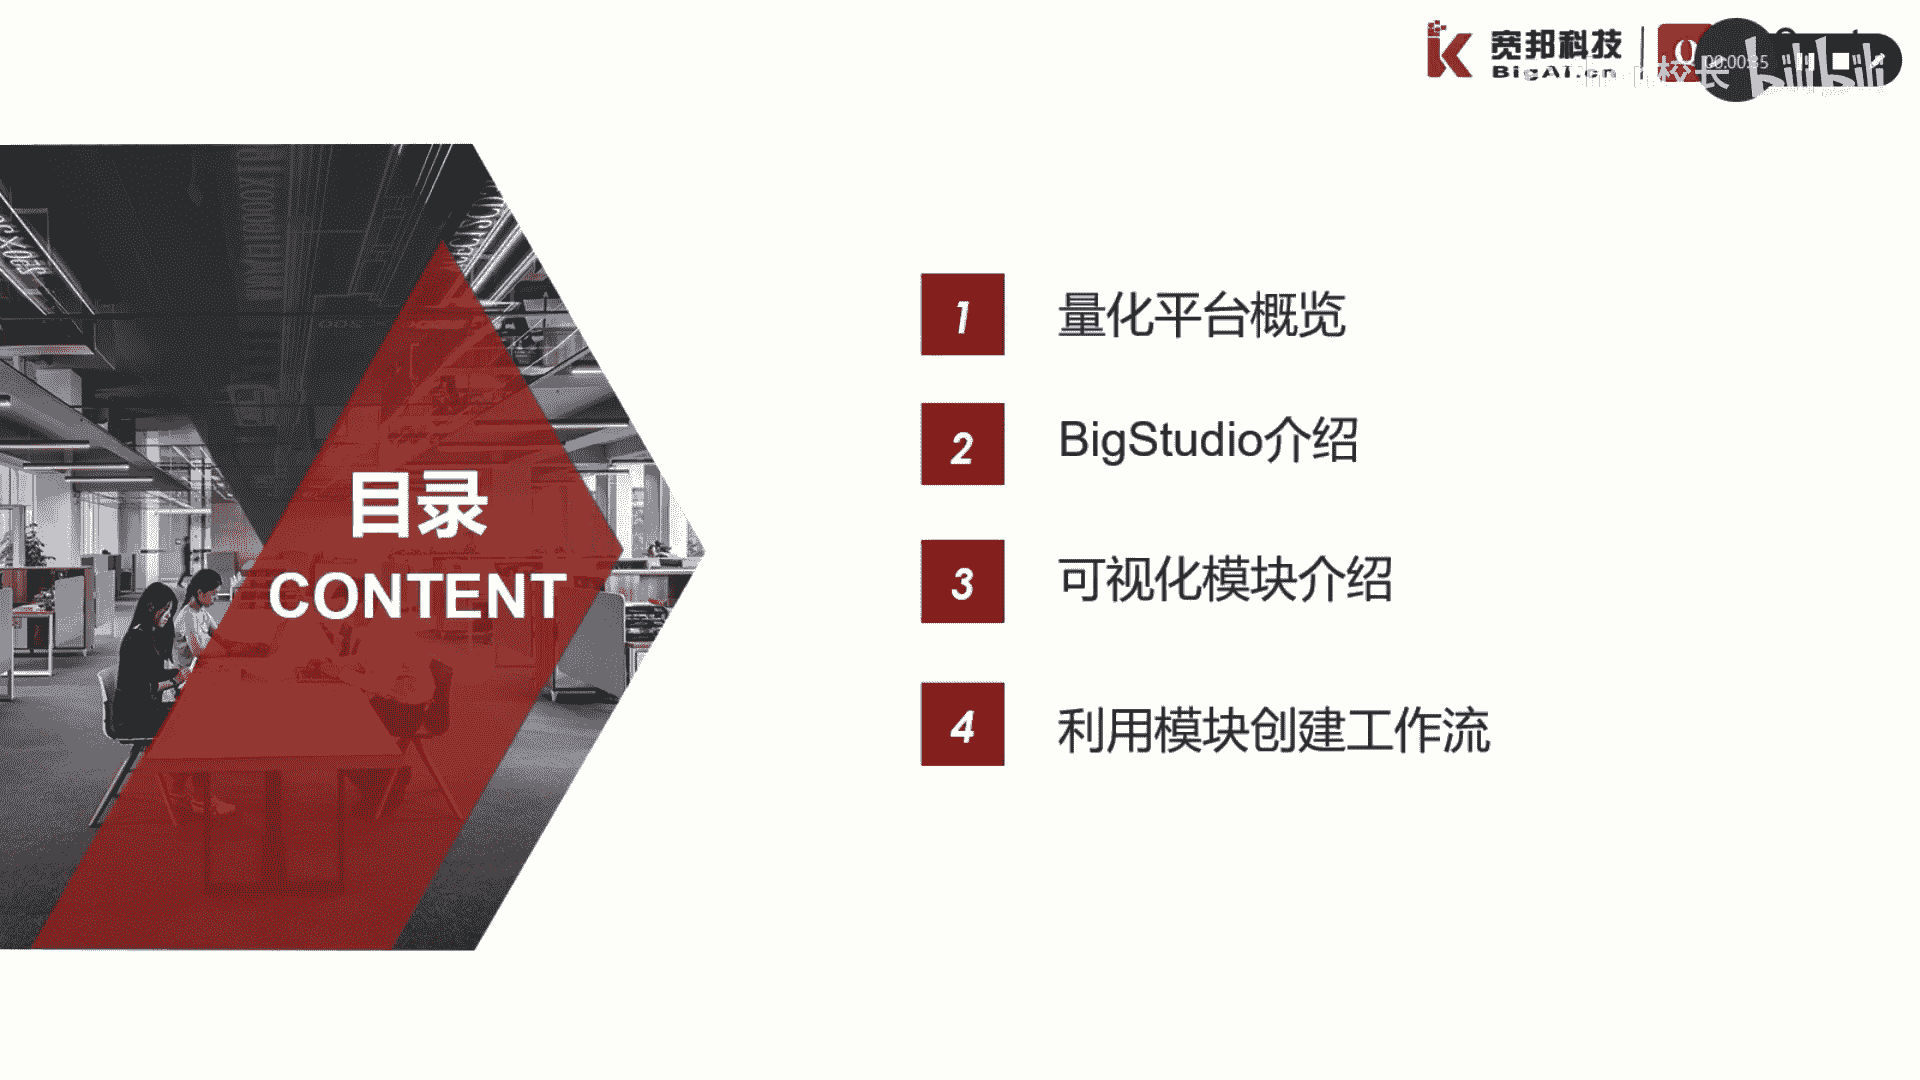 宽邦科技
BigAI.cn
00:00:35
校长
bilibili
目录
CONTENT
1
量化平台概览
2
BigStudio介绍
3
可视化模块介绍
4
利用模块创建工作流